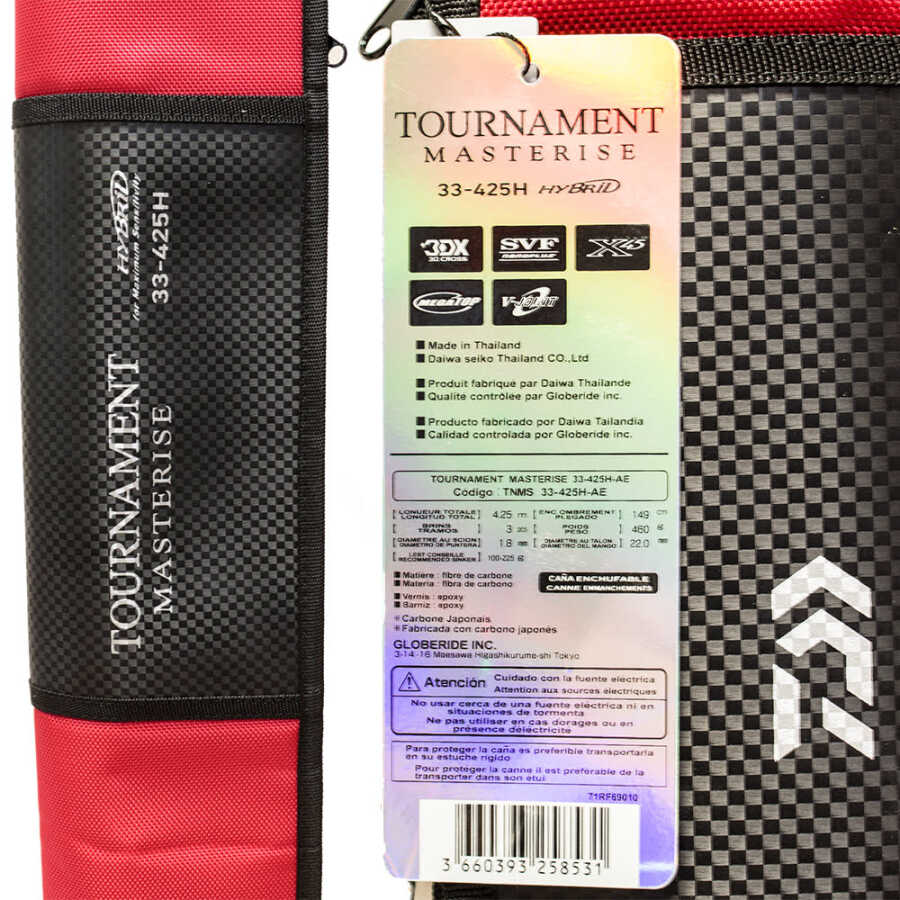 HYBRID
for Maximum Sensitivity
33-425H
TOURNAMENT
MASTERISE
TOURNAMENT
MASTERISE
33-425H HYBRID
3DX
3D CROSS
SVF
NANOPLUS
X45
MEGATOP
V-JOINT
Made in Thailand
Daiwa seiko Thailand CO.,Ltd
Produit fabriqué par Daiwa Thailande
Qualité contrôlée par Globeride inc.
Producto fabricado por Daiwa Tailandia
Calidad controlada por Globeride inc.
TOURNAMENT MASTERISE 33-425H-AE
Código : TNMS 33-425H-AE
LONUEUR TOTALE
LONGITUD TOTAL
4.25 m
ENCOMBREMENT
PLEGADO
149 cm
BRINS
TRAMOS
3 pcs
POIDS
PESO
460 g
DIAMETRE AU SCION
DIAMETRO DE PUNTERA
1.8 mm
DIAMETRE AU TALON
DIAMETRO DEL MANGO
22.0 mm
LEST CONSEILLE
RECOMMENDED SINKER
100-225 g
Matière : fibre de carbone
Materia : fibra de carbono
CAÑA ENCHUFABLE
CANNE EMMANCHEMENTS
Vernis : epoxy
Barniz : epoxy
※Carbone Japonais
※Fabricada con carbono japonés
GLOBERIDE INC.
3-14-16 Maesawa Higashikurume-shi Tokyo
Atención
Cuidado con la fuente eléctrica
Attention aux sources électriques
No usar cerca de una fuente eléctrica ni en
situaciones de tormenta
Ne pas utiliser en cas dorages ou en
présence délectricité
Para proteger la caña es preferible transportarla
en su estuche rígido
Pour protéger la canne il est préférable de la
transporter dans son etui
71RF69010
3 660393 258531